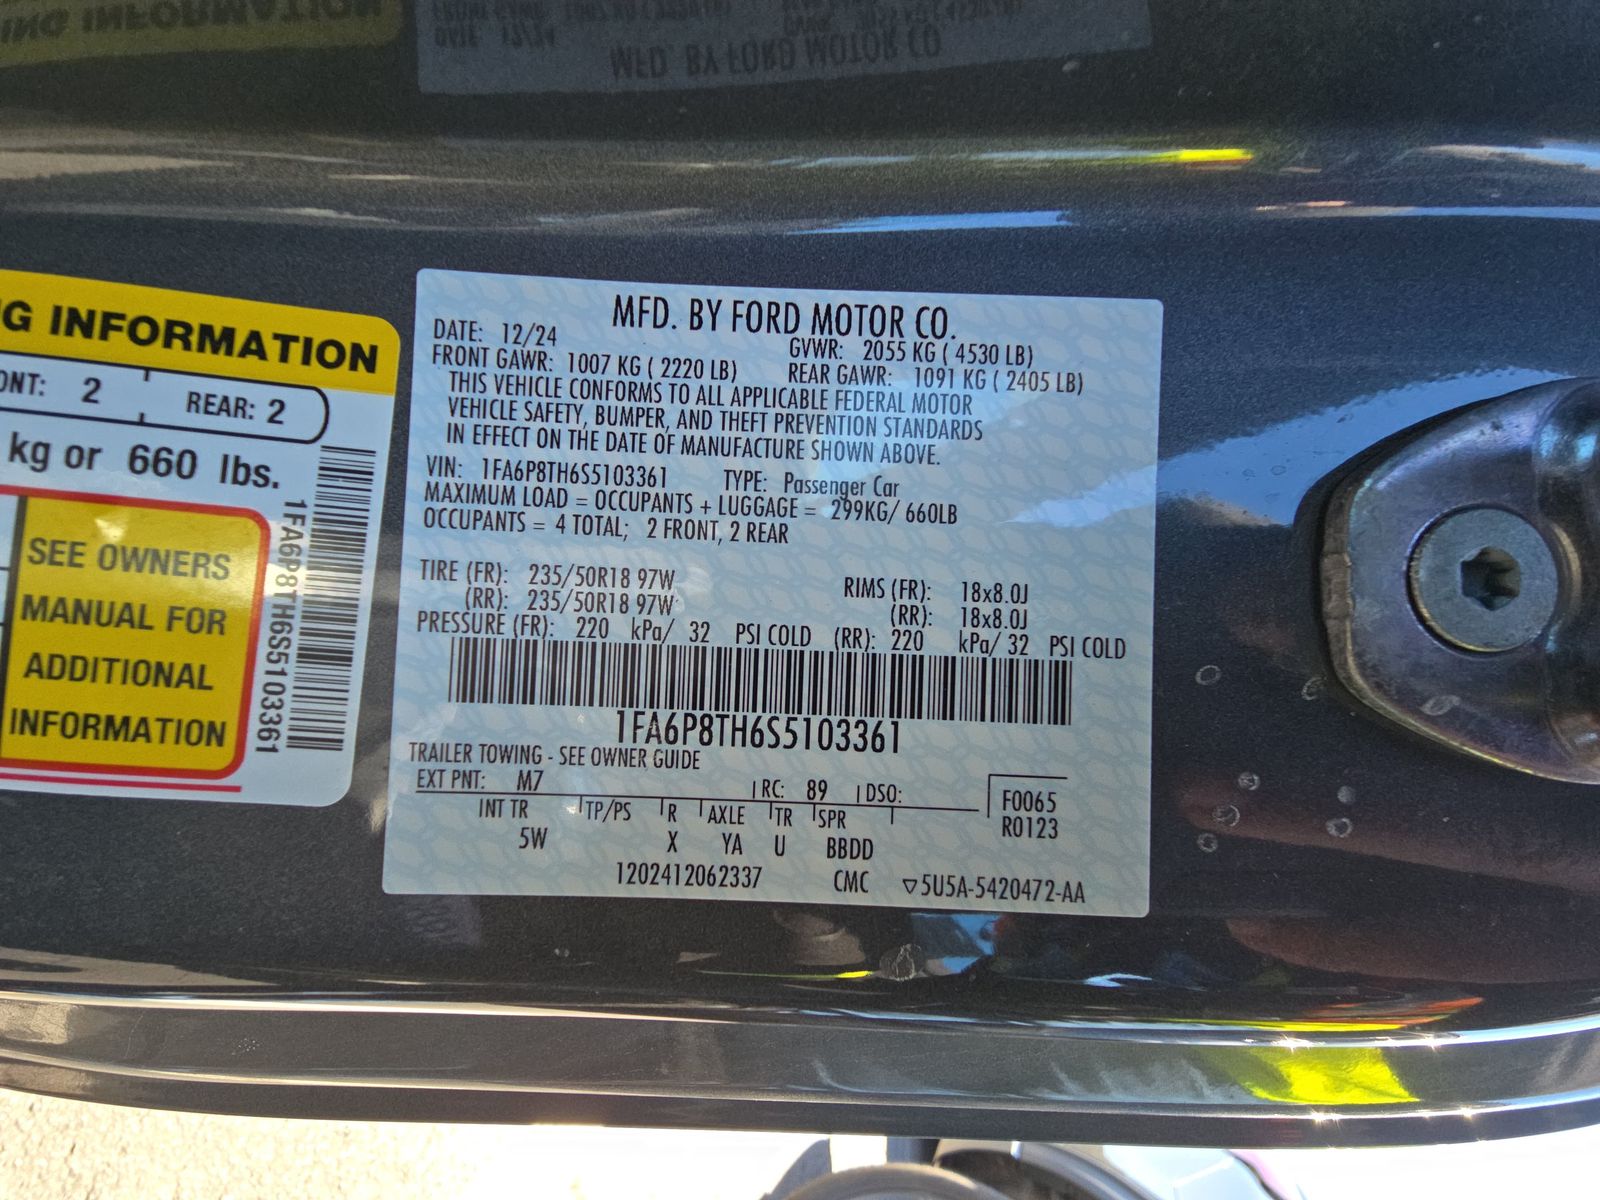 G INFORMATION
ONT: 2 REAR: 2
kg or 660 lbs.
SEE OWNERS
MANUAL FOR
ADDITIONAL
INFORMATION
1FA6P8TH6S5103361
MFD. BY FORD MOTOR CO.
DATE: 12/24 GVWR: 2055 KG ( 4530 LB)
FRONT GAWR: 1007 KG ( 2220 LB) REAR GAWR: 1091 KG ( 2405 LB)
THIS VEHICLE CONFORMS TO ALL APPLICABLE FEDERAL MOTOR
VEHICLE SAFETY, BUMPER, AND THEFT PREVENTION STANDARDS
IN EFFECT ON THE DATE OF MANUFACTURE SHOWN ABOVE.
VIN: 1FA6P8TH6S5103361 TYPE: Passenger Car
MAXIMUM LOAD = OCCUPANTS + LUGGAGE = 299KG/ 660LB
OCCUPANTS = 4 TOTAL; 2 FRONT, 2 REAR
TIRE (FR): 235/50R18 97W RIMS (FR): 18x8.0J
(RR): 235/50R18 97W (RR): 18x8.0J
PRESSURE (FR): 220 kPa/ 32 PSI COLD (RR): 220 kPa/ 32 PSI COLD
1FA6P8TH6S5103361
TRAILER TOWING - SEE OWNER GUIDE
EXT PNT: M7 RC: 89 DSO:
INT TR TP/PS R AXLE TR SPR
5W X YA U BBDD
F0065
R0123
1202412062337 CMC ▽5U5A-5420472-AA